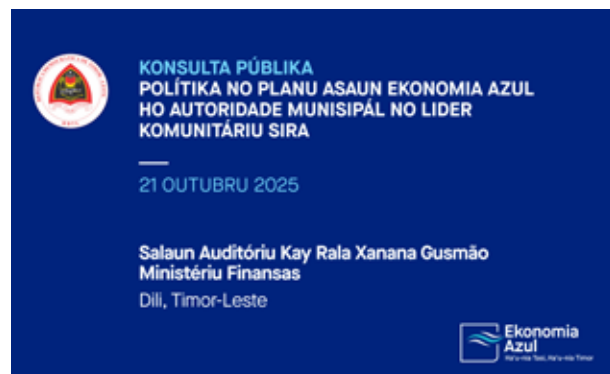 KONSULTA PÚBLIKA
POLÍTIKA NO PLANU ASAUN EKONOMIA AZUL
HO AUTORIDADE MUNISIPÁL NO LIDER
KOMUNITÁRIU SIRA
21 OUTUBRU 2025
Salaun Auditóriu Kay Rala Xanana Gusmão
Ministériu Finansas
Dili, Timor-Leste
Ekonomia
Azul